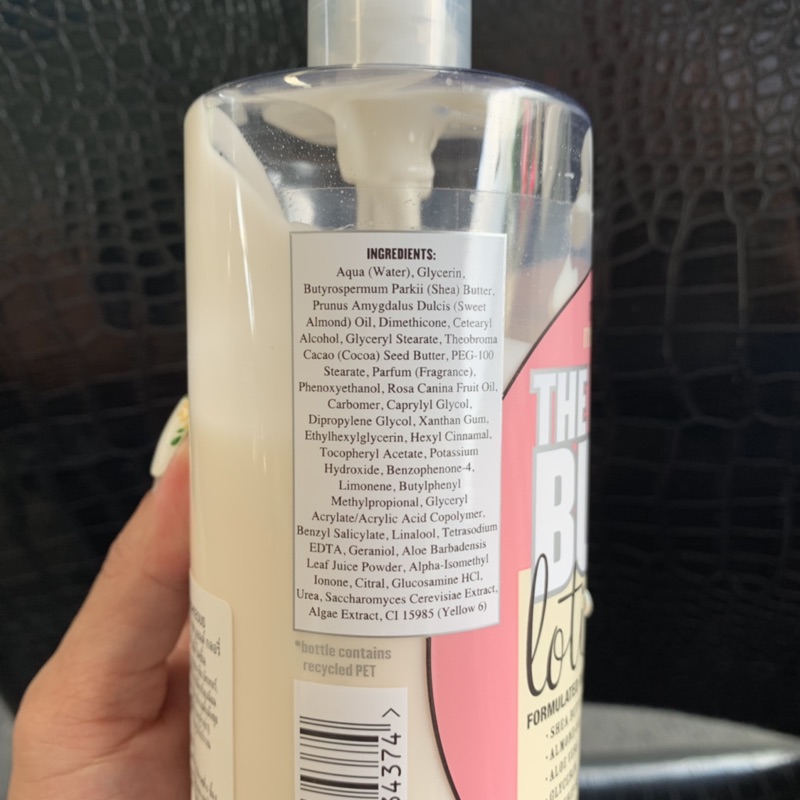 INGREDIENTS:
Aqua (Water), Glycerin,
Butyrospermum Parkii (Shea) Butter,
Prunus Amygdalus Dulcis (Sweet
Almond) Oil, Dimethicone, Cetearyl
Alcohol, Glyceryl Stearate, Theobroma
Cacao (Cocoa) Seed Butter, PEG-100
Stearate, Parfum (Fragrance),
Phenoxyethanol, Rosa Canina Fruit Oil,
Carbomer, Caprylyl Glycol,
Dipropylene Glycol, Xanthan Gum,
Ethylhexylglycerin, Hexyl Cinnamal,
Tocopheryl Acetate, Potassium
Hydroxide, Benzophenone-4,
Limonene, Butylphenyl
Methylpropional, Glyceryl
Acrylate/Acrylic Acid Copolymer,
Benzyl Salicylate, Linalool, Tetrasodium
EDTA, Geraniol, Aloe Barbadensis
Leaf Juice Powder, Alpha-Isomethyl
Ionone, Citral, Glucosamine HCl,
Urea, Saccharomyces Cerevisiae Extract,
Algae Extract, CI 15985 (Yellow 6)
*bottle contains
recycled PET
34374 >
THE
FORMULATED
· SHEA